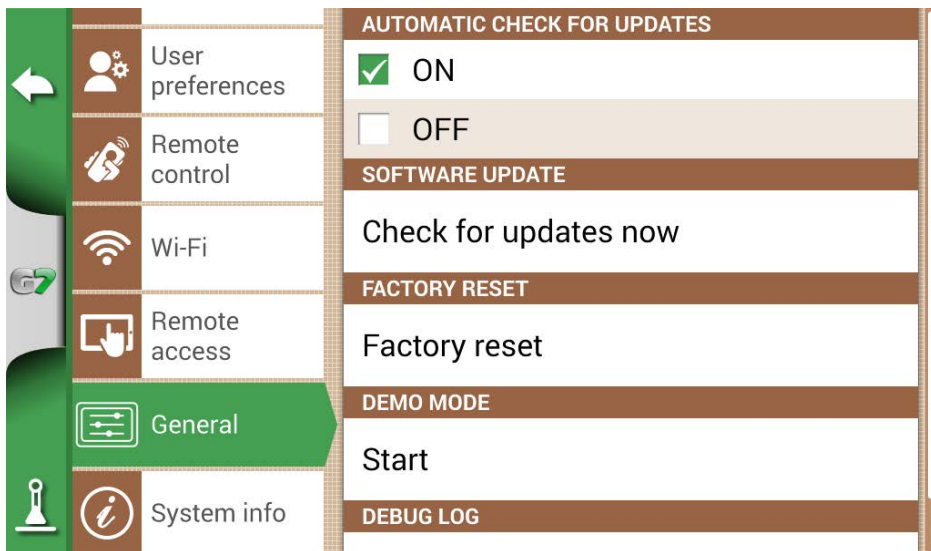 User
preferences
Remote
control
Wi-Fi
G7
Remote
access
General
System info
AUTOMATIC CHECK FOR UPDATES
ON
OFF
SOFTWARE UPDATE
Check for updates now
FACTORY RESET
Factory reset
DEMO MODE
Start
DEBUG LOG